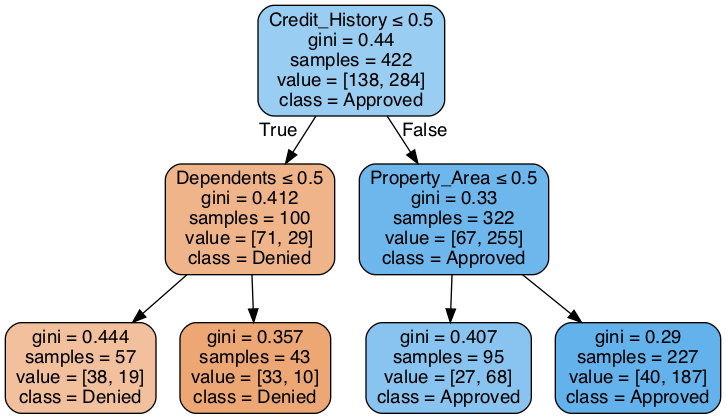 Credit_History ≤ 0.5
gini = 0.44
samples = 422
value = [138, 284]
class = Approved
True
False
Dependents ≤ 0.5
gini = 0.412
samples = 100
value = [71, 29]
class = Denied
Property_Area ≤ 0.5
gini = 0.33
samples = 322
value = [67, 255]
class = Approved
gini = 0.444
samples = 57
value = [38, 19]
class = Denied
gini = 0.357
samples = 43
value = [33, 10]
class = Denied
gini = 0.407
samples = 95
value = [27, 68]
class = Approved
gini = 0.29
samples = 227
value = [40, 187]
class = Approved